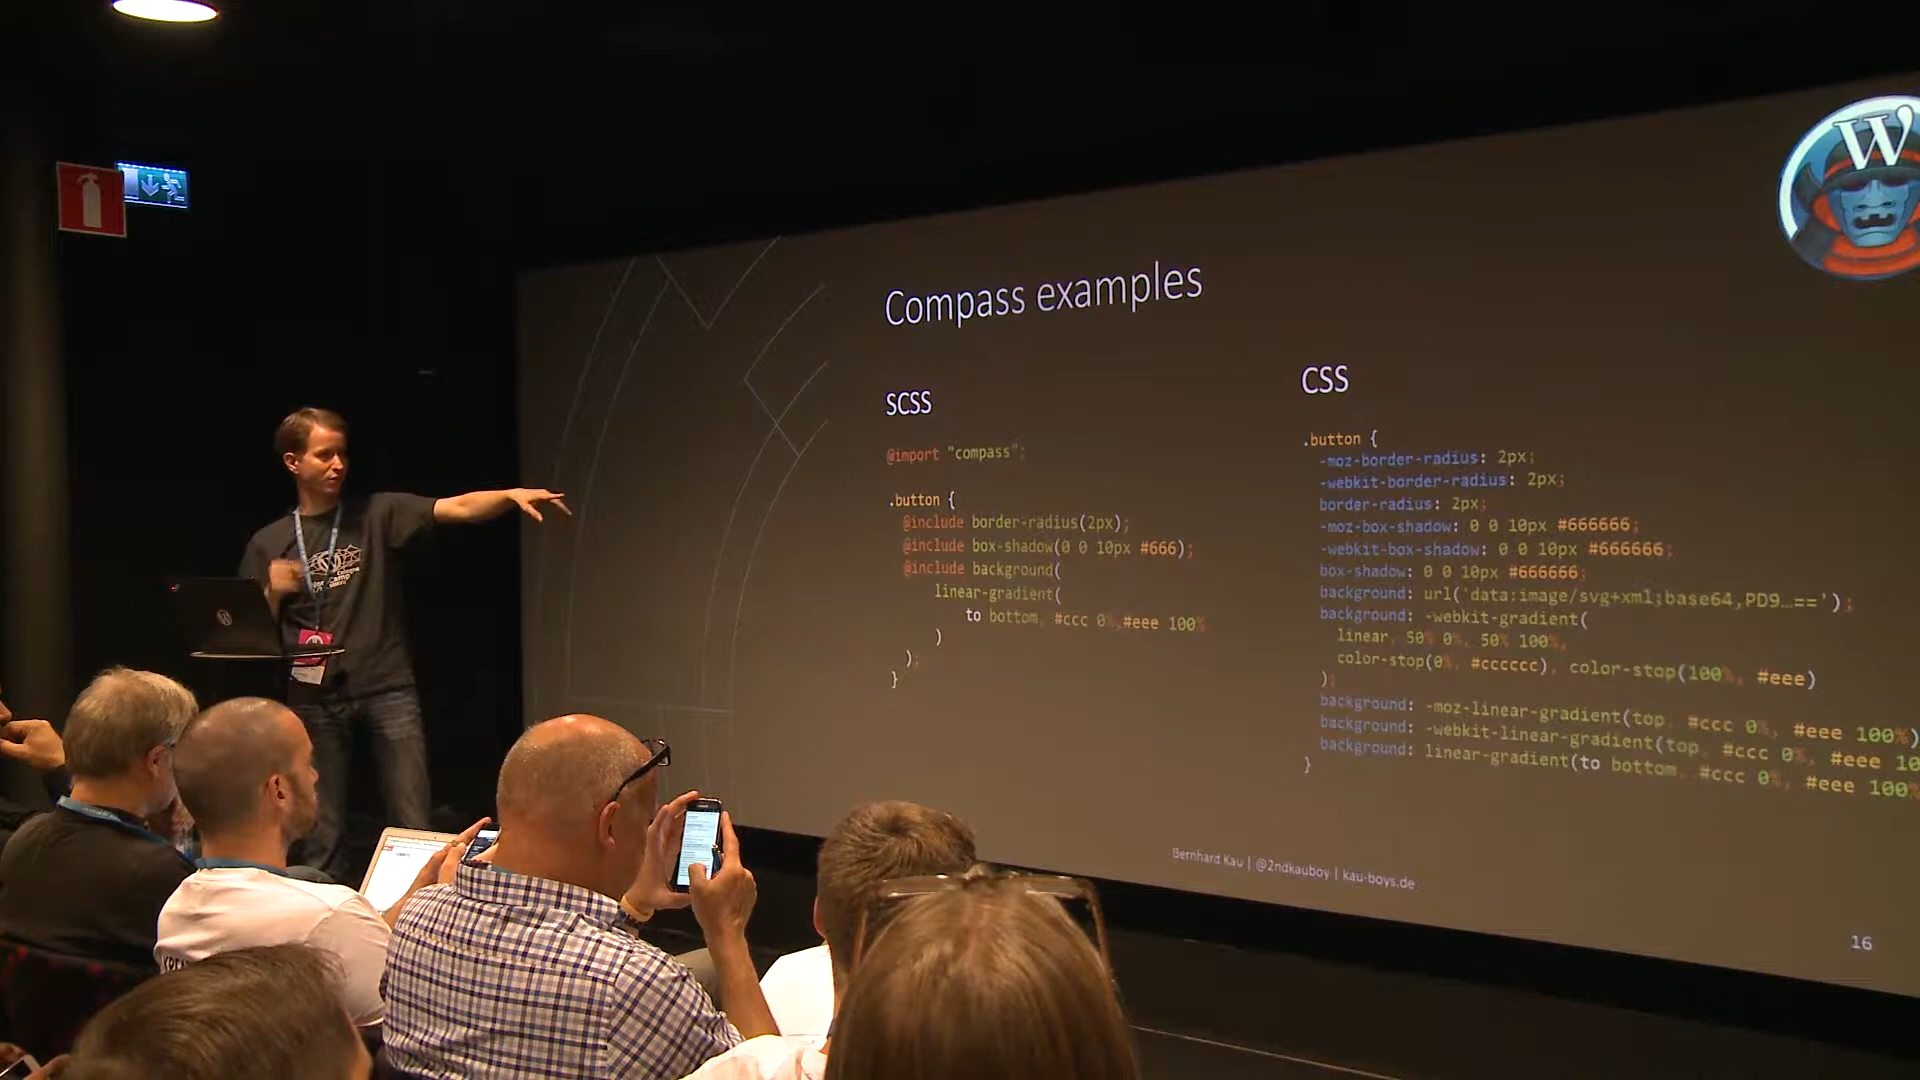 W
Compass examples
SCSS
@import "compass";
.button {
@include border-radius(2px);
@include box-shadow(0 0 10px #666);
@include background(
linear-gradient(
to bottom, #ccc 0%,#eee 100%
)
);
}
CSS
.button {
-moz-border-radius: 2px;
-webkit-border-radius: 2px;
border-radius: 2px;
-moz-box-shadow: 0 0 10px #666666;
-webkit-box-shadow: 0 0 10px #666666;
box-shadow: 0 0 10px #666666;
background: url('data:image/svg+xml;base64,PD9…==');
background: -webkit-gradient(
linear, 50% 0%, 50% 100%,
color-stop(0%, #cccccc), color-stop(100%, #eee)
);
background: -moz-linear-gradient(top, #ccc 0%, #eee 100%)
background: -webkit-linear-gradient(top, #ccc 0%, #eee 10
background: linear-gradient(to bottom, #ccc 0%, #eee 100%
}
Bernhard Kau | @2ndkauboy | kau-boys.de
16